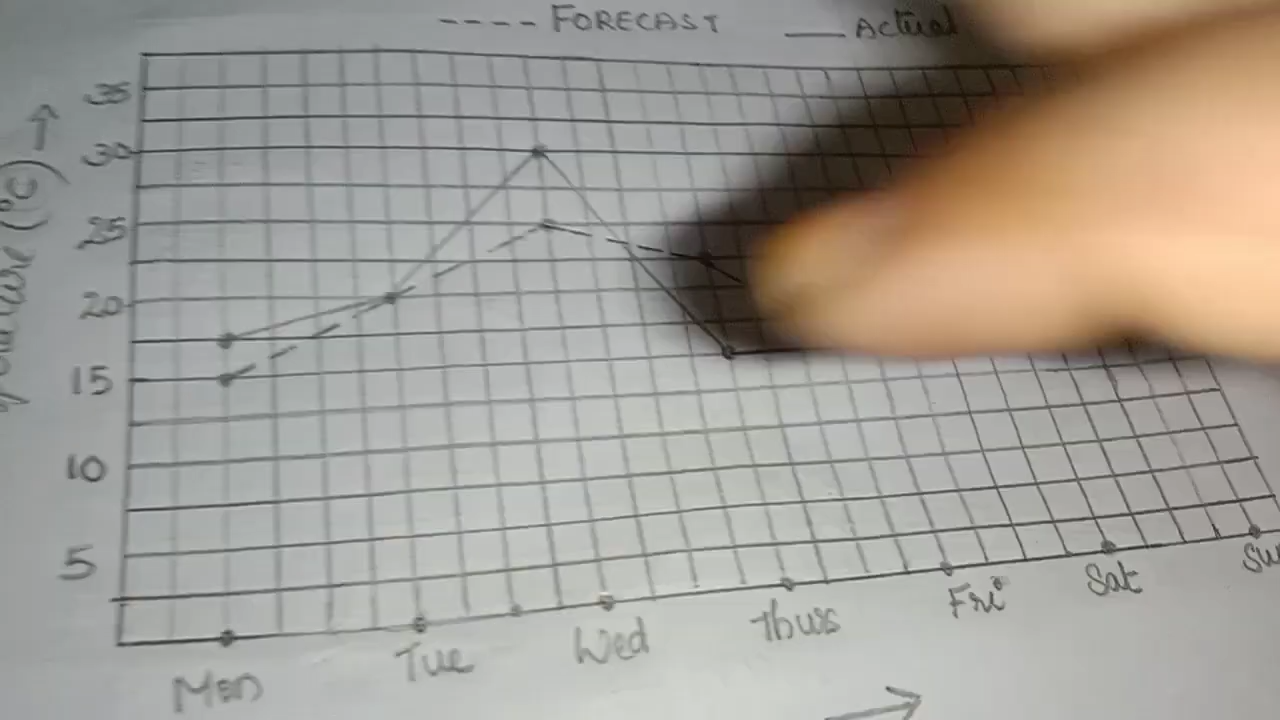 ---- FORECAST —— Actual
35
30
25
20
15
10
5
(°C) →
Mon Tue Wed Thurs Fri Sat
→